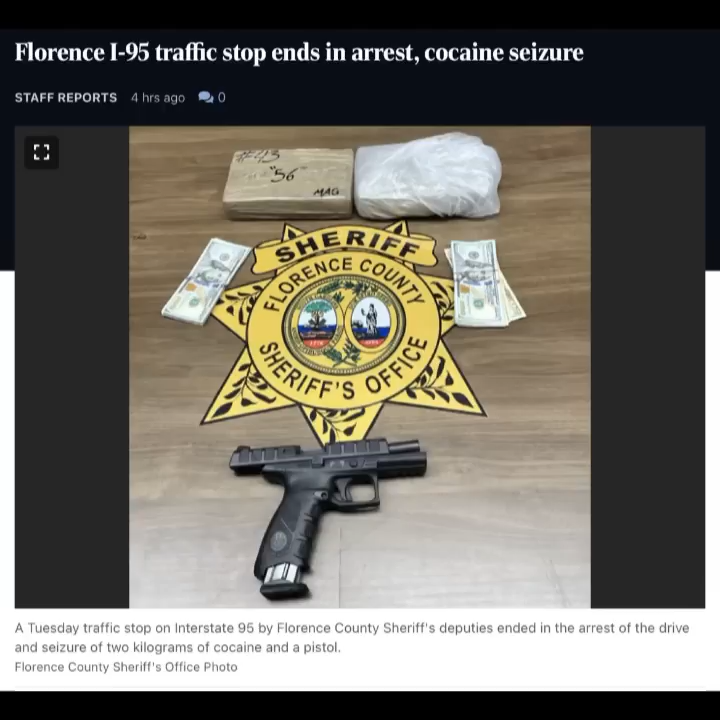 Florence I-95 traffic stop ends in arrest, cocaine seizure
STAFF REPORTS 4 hrs ago 0
#43
"56"
MAG
SHERIFF
FLORENCE COUNTY
SHERIFF'S OFFICE
A Tuesday traffic stop on Interstate 95 by Florence County Sheriff's deputies ended in the arrest of the drive
and seizure of two kilograms of cocaine and a pistol.
Florence County Sheriff's Office Photo